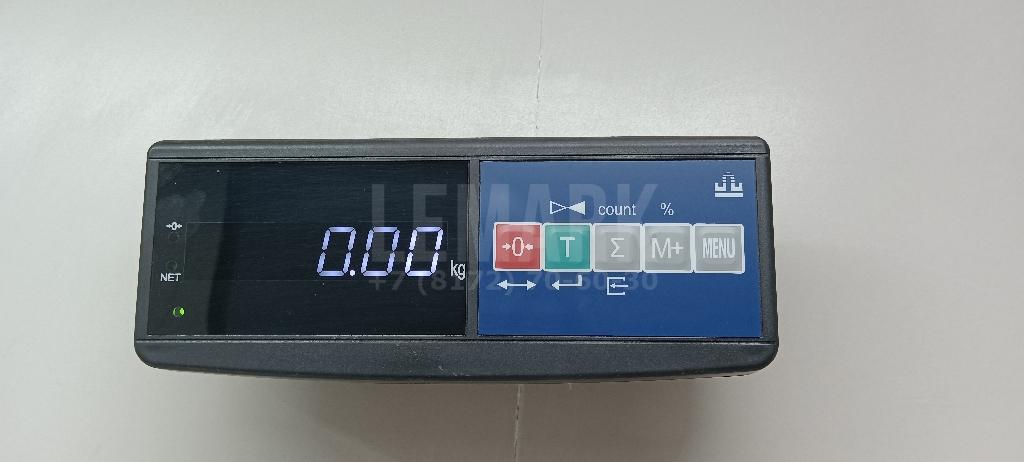 LEMARK
count %
→0← T Σ M+ MENU
0.00 kg
NET